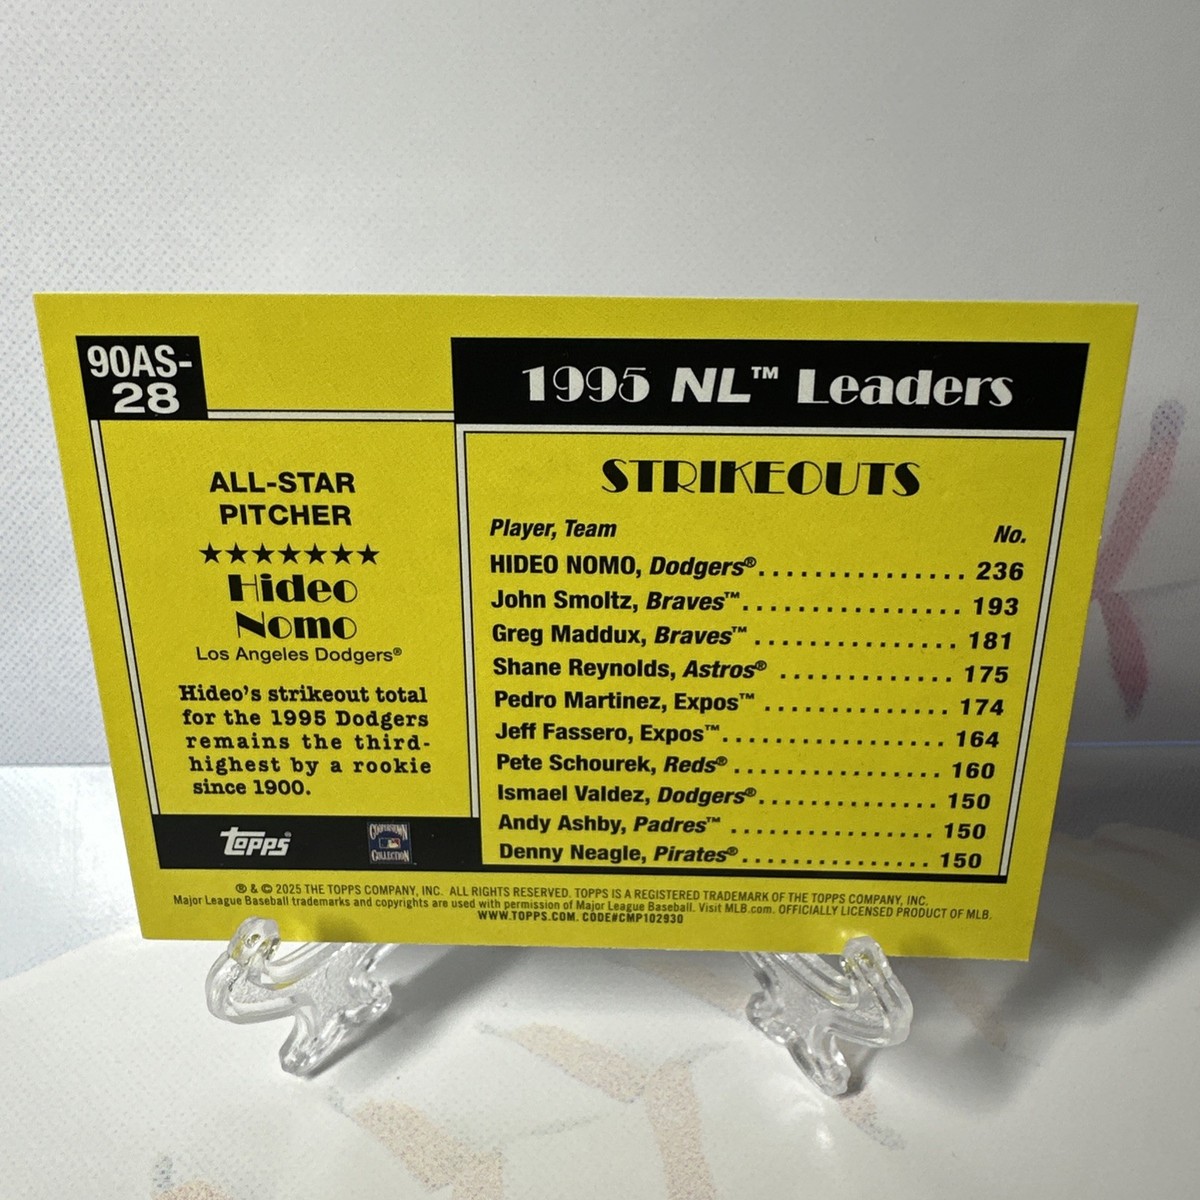 90AS-
28
ALL-STAR
PITCHER
★★★★★★★
Hideo
Nomo
Los Angeles Dodgers®
Hideo's strikeout total
for the 1995 Dodgers
remains the third-
highest by a rookie
since 1900.
Topps®
COOPERSTOWN
COLLECTION
1995 NL™ Leaders
STRIKEOUTS
Player, Team No.
HIDEO NOMO, Dodgers®................ 236
John Smoltz, Braves™................. 193
Greg Maddux, Braves™ ................ 181
Shane Reynolds, Astros® ............. 175
Pedro Martinez, Expos™ .............. 174
Jeff Fassero, Expos™................. 164
Pete Schourek, Reds® ................ 160
Ismael Valdez, Dodgers®.............. 150
Andy Ashby, Padres™ ................ 150
Denny Neagle, Pirates®............... 150
® & © 2025 THE TOPPS COMPANY, INC. ALL RIGHTS RESERVED. TOPPS IS A REGISTERED TRADEMARK OF THE TOPPS COMPANY, INC.
Major League Baseball trademarks and copyrights are used with permission of Major League Baseball. Visit MLB.com. OFFICIALLY LICENSED PRODUCT OF MLB.
WWW.TOPPS.COM. CODE#CMP102930